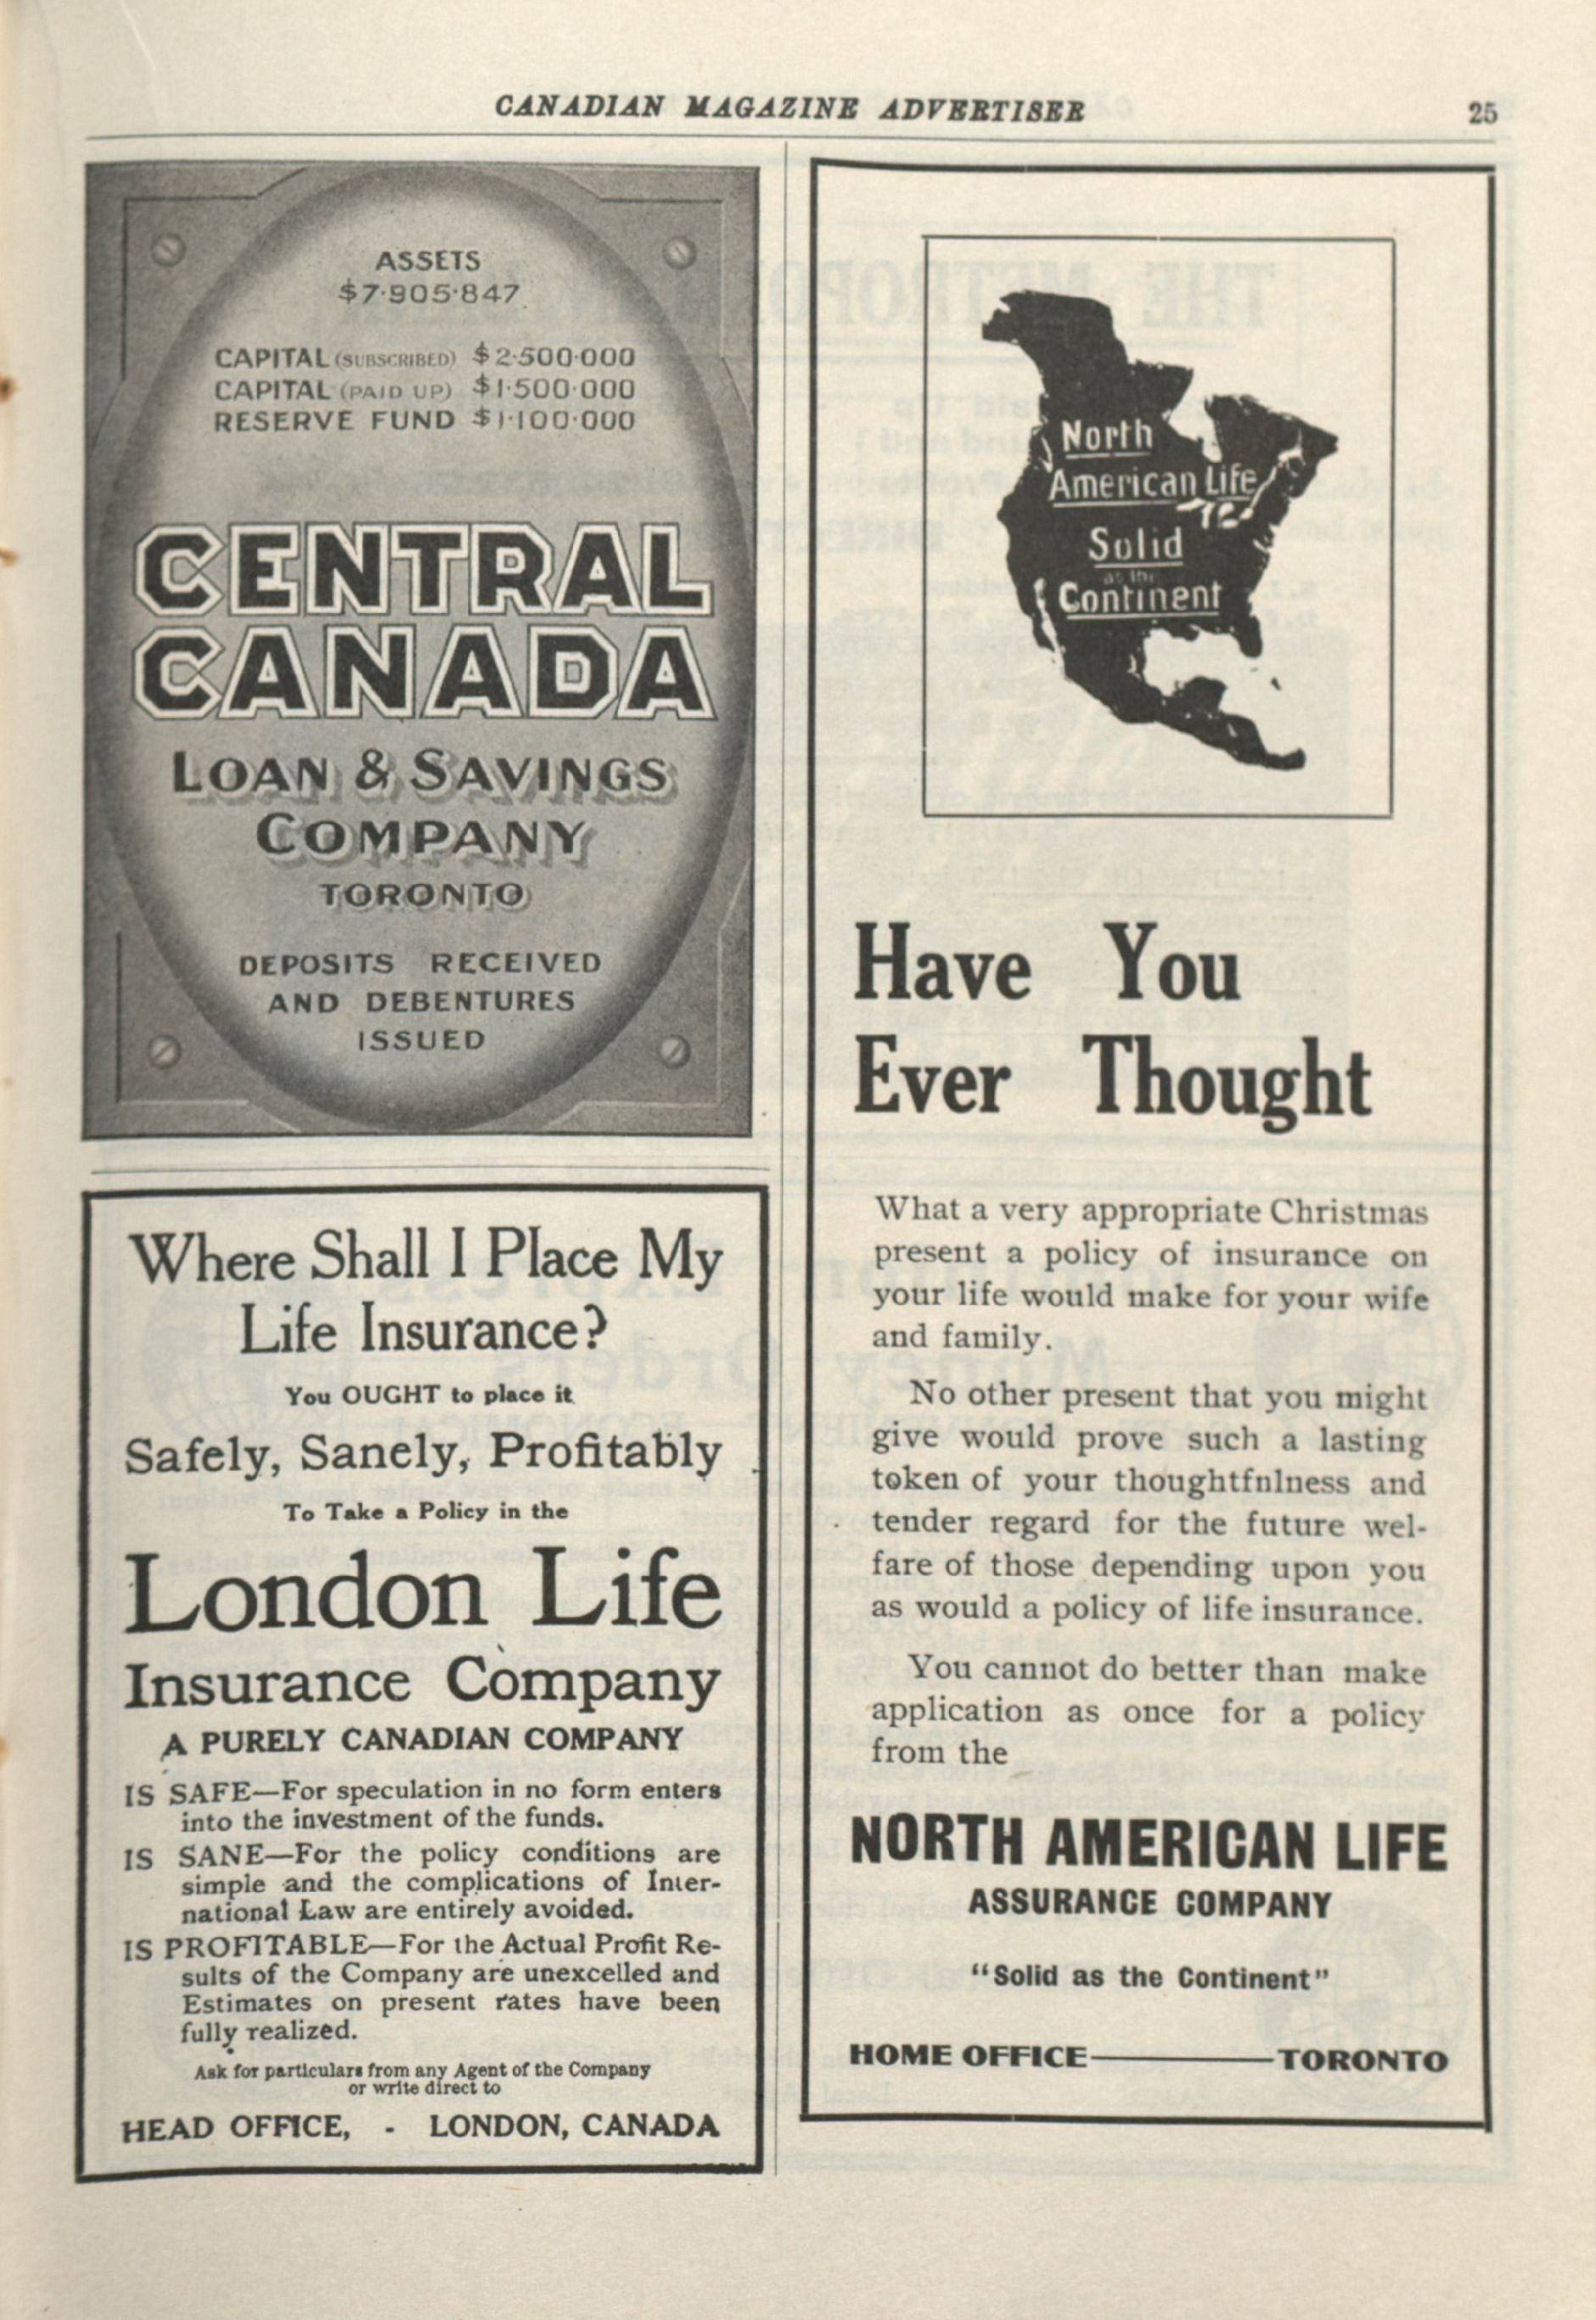 CANADIAN MAGAZINE ADVERTISER
25
ASSETS
$7·905·847
CAPITAL (SUBSCRIBED) $2·500·000
CAPITAL (PAID UP) $1·500·000
RESERVE FUND $1·100·000
CENTRAL
CANADA
LOAN & SAVINGS
COMPANY
TORONTO
DEPOSITS RECEIVED
AND DEBENTURES
ISSUED
Where Shall I Place My
Life Insurance?
You OUGHT to place it
Safely, Sanely, Profitably
To Take a Policy in the
London Life
Insurance Company
A PURELY CANADIAN COMPANY
IS SAFE—For speculation in no form enters
into the investment of the funds.
IS SANE—For the policy conditions are
simple and the complications of Inter-
national Law are entirely avoided.
IS PROFITABLE—For the Actual Profit Re-
sults of the Company are unexcelled and
Estimates on present rates have been
fully realized.
Ask for particulars from any Agent of the Company
or write direct to
HEAD OFFICE, - LONDON, CANADA
North
American Life
Solid
as the
Continent
Have You
Ever Thought
What a very appropriate Christmas
present a policy of insurance on
your life would make for your wife
and family.
No other present that you might
give would prove such a lasting
token of your thoughtfnlness and
tender regard for the future wel-
fare of those depending upon you
as would a policy of life insurance.
You cannot do better than make
application as once for a policy
from the
NORTH AMERICAN LIFE
ASSURANCE COMPANY
"Solid as the Continent"
HOME OFFICE———TORONTO